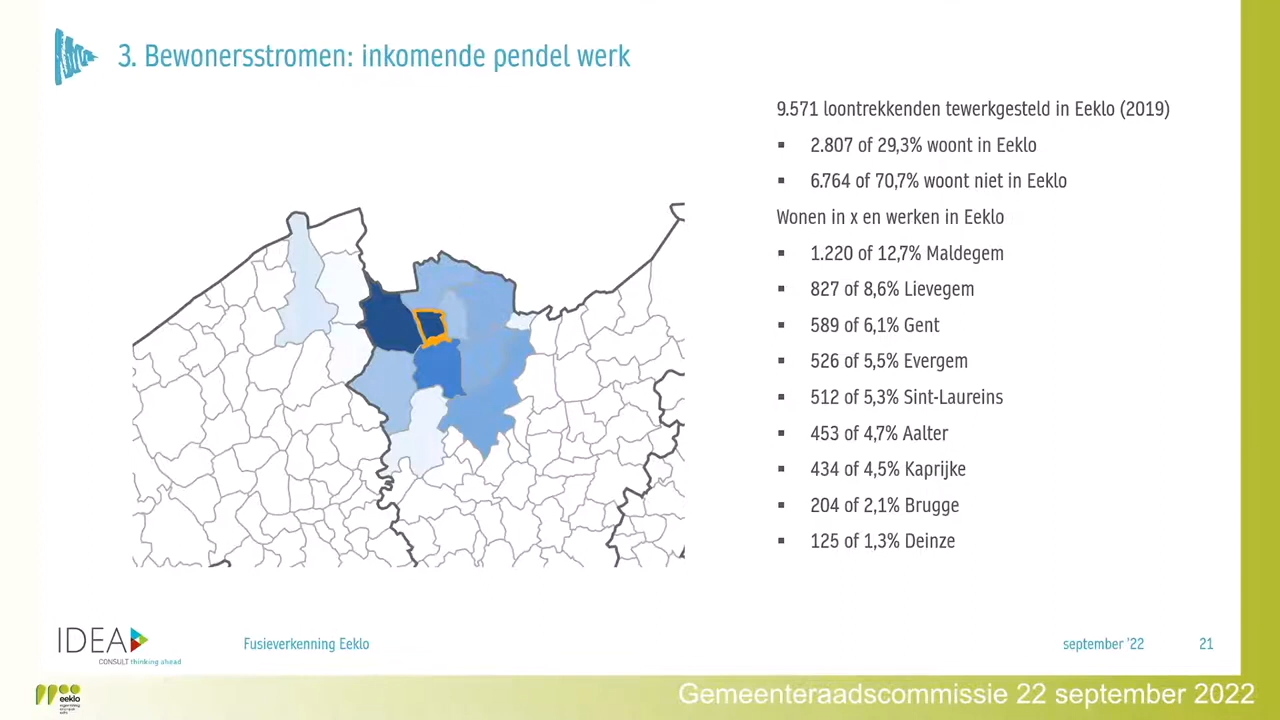 3. Bewonersstromen: inkomende pendel werk
9.571 loontrekkenden tewerkgesteld in Eeklo (2019)
▪ 2.807 of 29,3% woont in Eeklo
▪ 6.764 of 70,7% woont niet in Eeklo
Wonen in x en werken in Eeklo
▪ 1.220 of 12,7% Maldegem
▪ 827 of 8,6% Lievegem
▪ 589 of 6,1% Gent
▪ 526 of 5,5% Evergem
▪ 512 of 5,3% Sint-Laureins
▪ 453 of 4,7% Aalter
▪ 434 of 4,5% Kaprijke
▪ 204 of 2,1% Brugge
▪ 125 of 1,3% Deinze
IDEA
CONSULT thinking ahead
Fusieverkenning Eeklo
september '22
21
eeklo
Gemeenteraadscommissie 22 september 2022